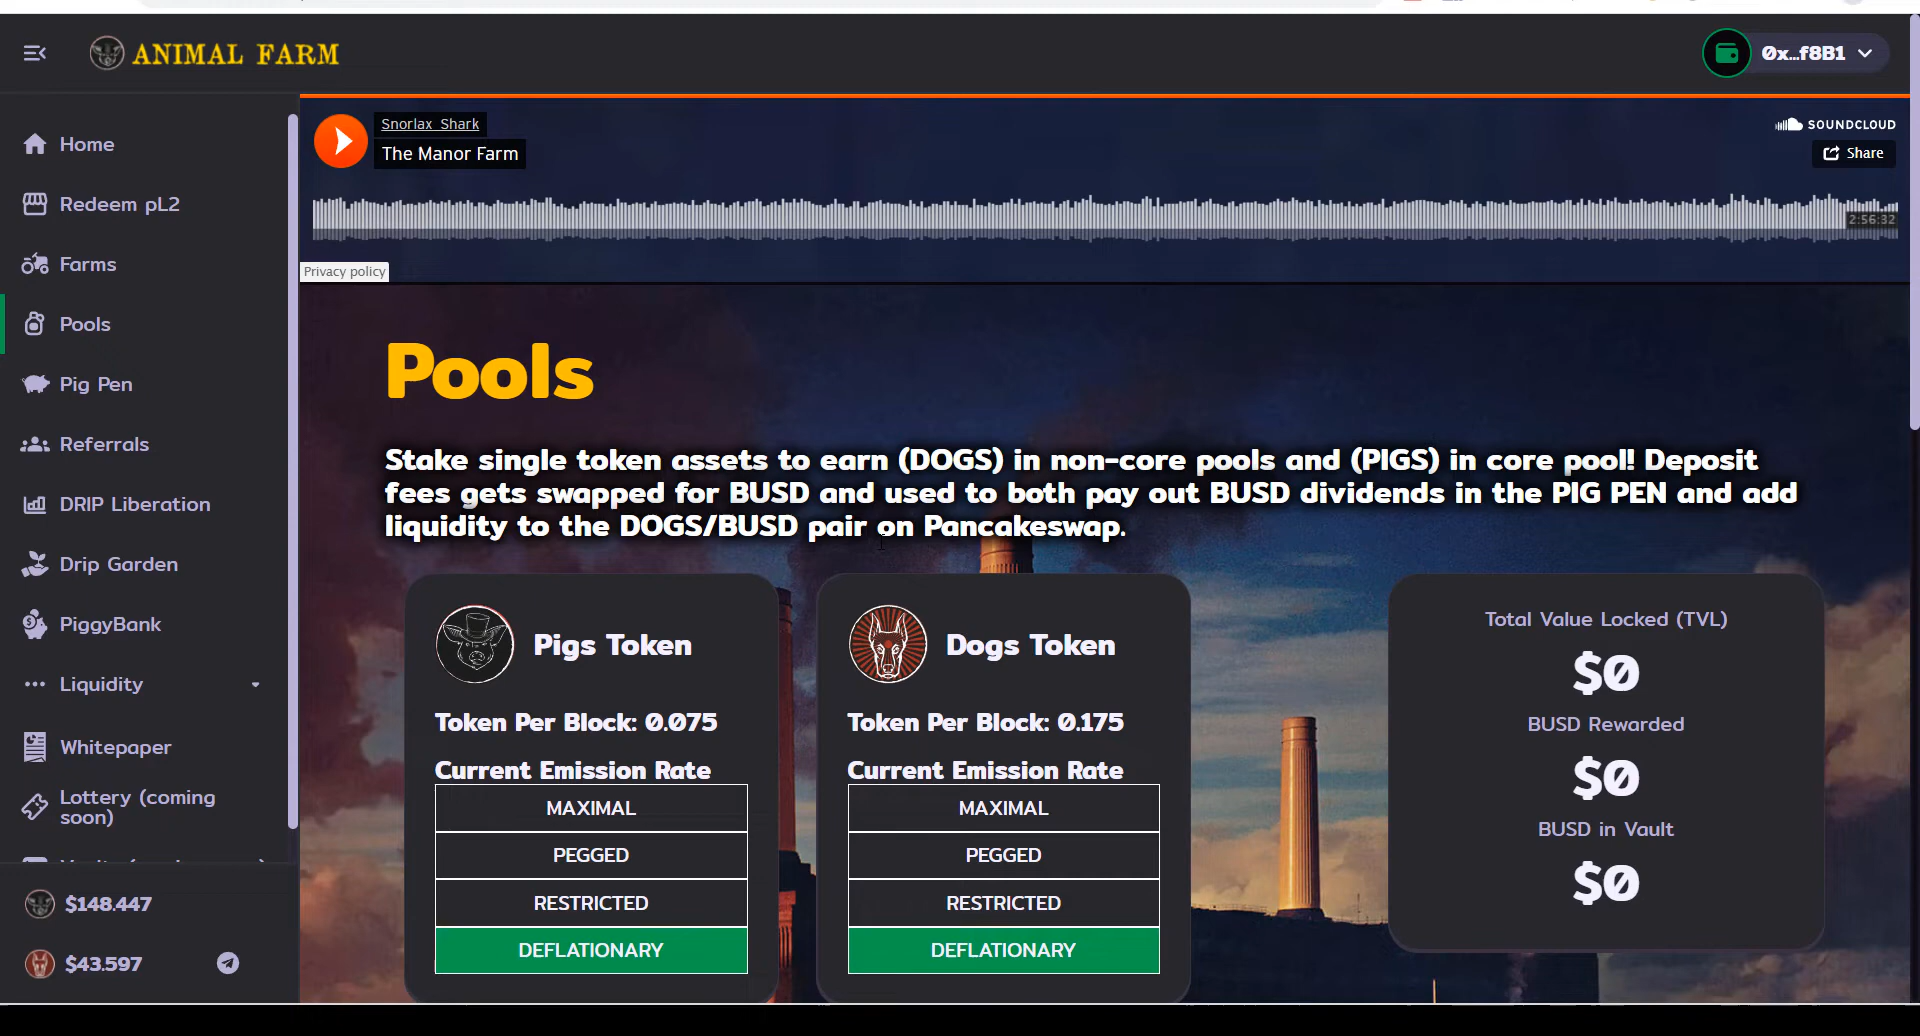 ANIMAL FARM
0x...f8B1
Home
Redeem pL2
Farms
Pools
Pig Pen
Referrals
DRIP Liberation
Drip Garden
PiggyBank
Liquidity
Whitepaper
Lottery (coming
soon)
$148.447
$43.597
Snorlax_Shark
The Manor Farm
SOUNDCLOUD
Share
2:56:32
Privacy policy
Pools
Stake single token assets to earn (DOGS) in non-core pools and (PIGS) in core pool! Deposit
fees gets swapped for BUSD and used to both pay out BUSD dividends in the PIG PEN and add
liquidity to the DOGS/BUSD pair on Pancakeswap.
Pigs Token
Token Per Block: 0.075
Current Emission Rate
MAXIMAL
PEGGED
RESTRICTED
DEFLATIONARY
Dogs Token
Token Per Block: 0.175
Current Emission Rate
MAXIMAL
PEGGED
RESTRICTED
DEFLATIONARY
Total Value Locked (TVL)
$0
BUSD Rewarded
$0
BUSD in Vault
$0